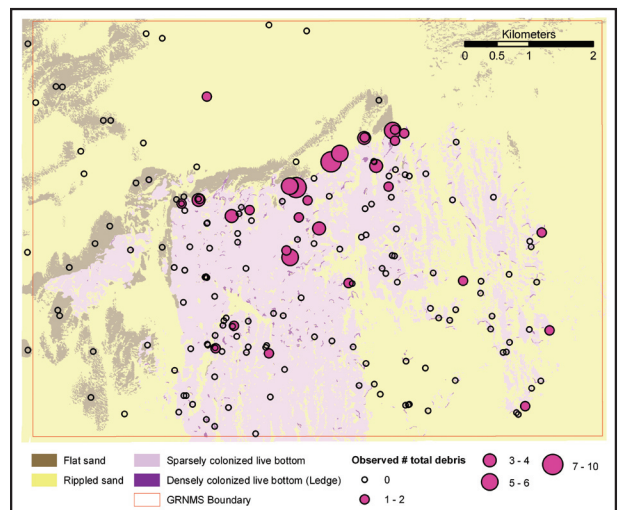 Kilometers
0 0.5 1 2
Flat sand
Rippled sand
Sparsely colonized live bottom
Densely colonized live bottom (Ledge)
GRNMS Boundary
Observed # total debris
0
1 - 2
3 - 4
5 - 6
7 - 10